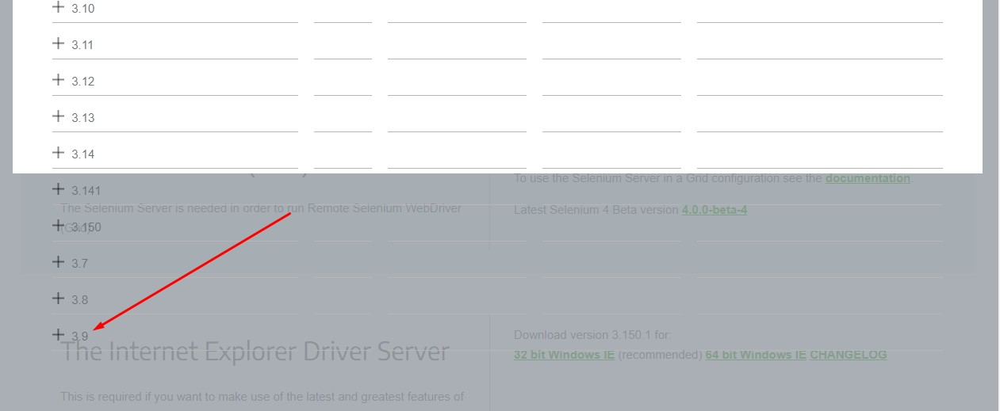 3.10
3.11
3.12
3.13
3.14
To use the Selenium Server in a Grid configuration see the documentation.
3.141
The Selenium Server is needed in order to run Remote Selenium WebDriver
Latest Selenium 4 Beta version 4.0.0-beta-4
(Grid).
3.150
3.7
3.8
3.9
Download version 3.150.1 for:
The Internet Explorer Driver Server
32 bit Windows IE (recommended) 64 bit Windows IE CHANGELOG
This is required if you want to make use of the latest and greatest features of